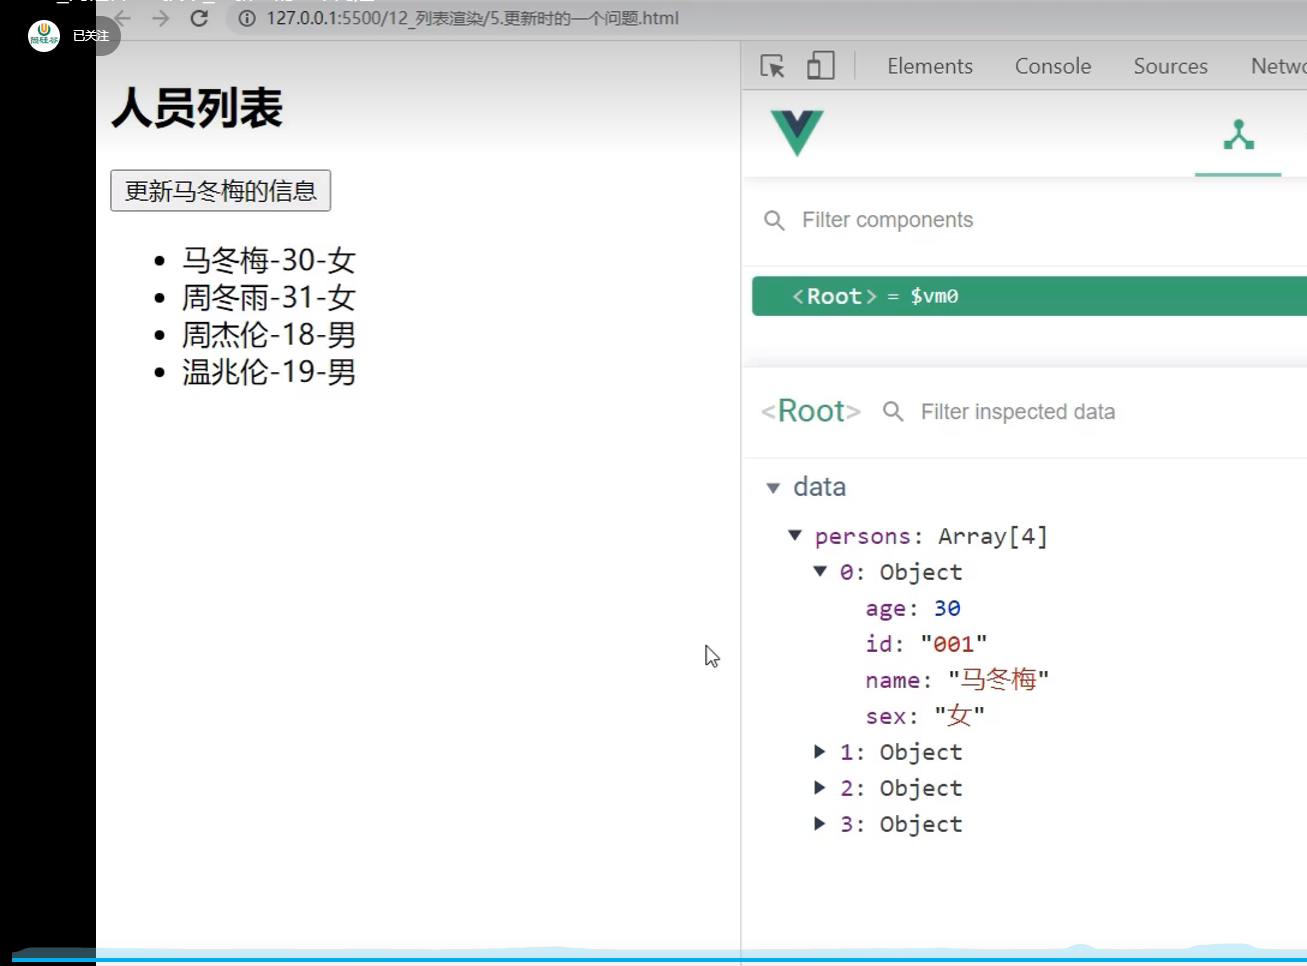 127.0.0.1:5500/12_列表渲染/5.更新时的一个问题.html
已关注
人员列表
更新马冬梅的信息
马冬梅-30-女
周冬雨-31-女
周杰伦-18-男
温兆伦-19-男
Elements Console Sources Netwo
Filter components
<Root> = $vm0
<Root> Filter inspected data
data
persons: Array[4]
0: Object
age: 30
id: "001"
name: "马冬梅"
sex: "女"
1: Object
2: Object
3: Object